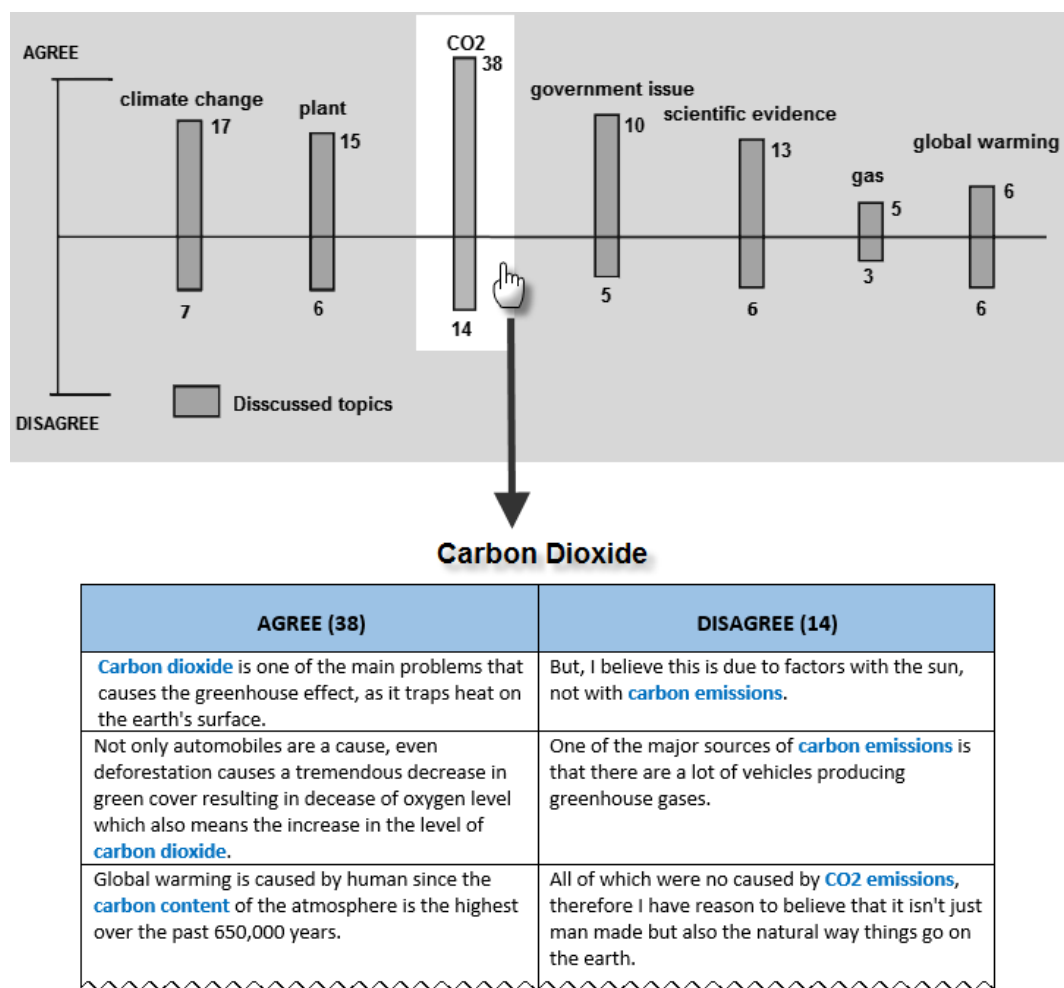 AGREE
climate change
17
7
plant
15
6
CO2
38
14
government issue
10
5
scientific evidence
13
6
gas
5
3
global warming
6
6
DISAGREE
Disscussed topics
Carbon Dioxide
AGREE (38)
DISAGREE (14)
Carbon dioxide is one of the main problems that
causes the greenhouse effect, as it traps heat on
the earth's surface.
But, I believe this is due to factors with the sun,
not with carbon emissions.
Not only automobiles are a cause, even
deforestation causes a tremendous decrease in
green cover resulting in decease of oxygen level
which also means the increase in the level of
carbon dioxide.
One of the major sources of carbon emissions is
that there are a lot of vehicles producing
greenhouse gases.
Global warming is caused by human since the
carbon content of the atmosphere is the highest
over the past 650,000 years.
All of which were no caused by CO2 emissions,
therefore I have reason to believe that it isn't just
man made but also the natural way things go on
the earth.